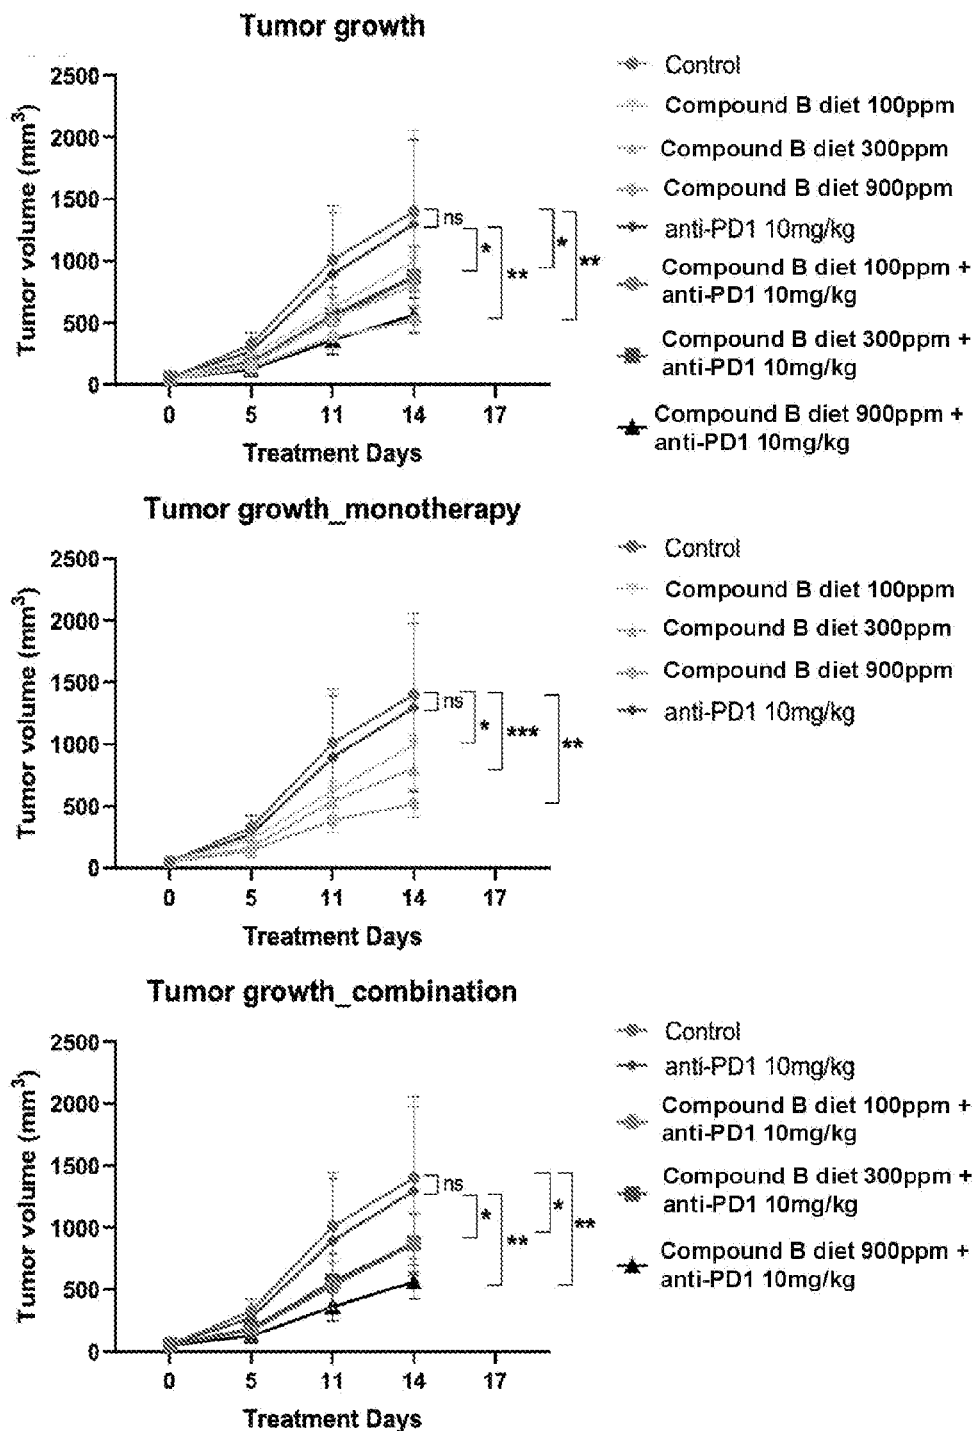 Tumor growth
Tumor volume (mm³)
2500
2000
1500
1000
500
0
0 5 11 14 17
Treatment Days
ns
*
**
*
**
Control
Compound B diet 100ppm
Compound B diet 300ppm
Compound B diet 900ppm
anti-PD1 10mg/kg
Compound B diet 100ppm +
anti-PD1 10mg/kg
Compound B diet 300ppm +
anti-PD1 10mg/kg
Compound B diet 900ppm +
anti-PD1 10mg/kg
Tumor growth_monotherapy
Tumor volume (mm³)
2500
2000
1500
1000
500
0
0 5 11 14 17
Treatment Days
ns
*
***
**
Control
Compound B diet 100ppm
Compound B diet 300ppm
Compound B diet 900ppm
anti-PD1 10mg/kg
Tumor growth_combination
Tumor volume (mm³)
2500
2000
1500
1000
500
0
0 5 11 14 17
Treatment Days
ns
*
**
*
**
Control
anti-PD1 10mg/kg
Compound B diet 100ppm +
anti-PD1 10mg/kg
Compound B diet 300ppm +
anti-PD1 10mg/kg
Compound B diet 900ppm +
anti-PD1 10mg/kg